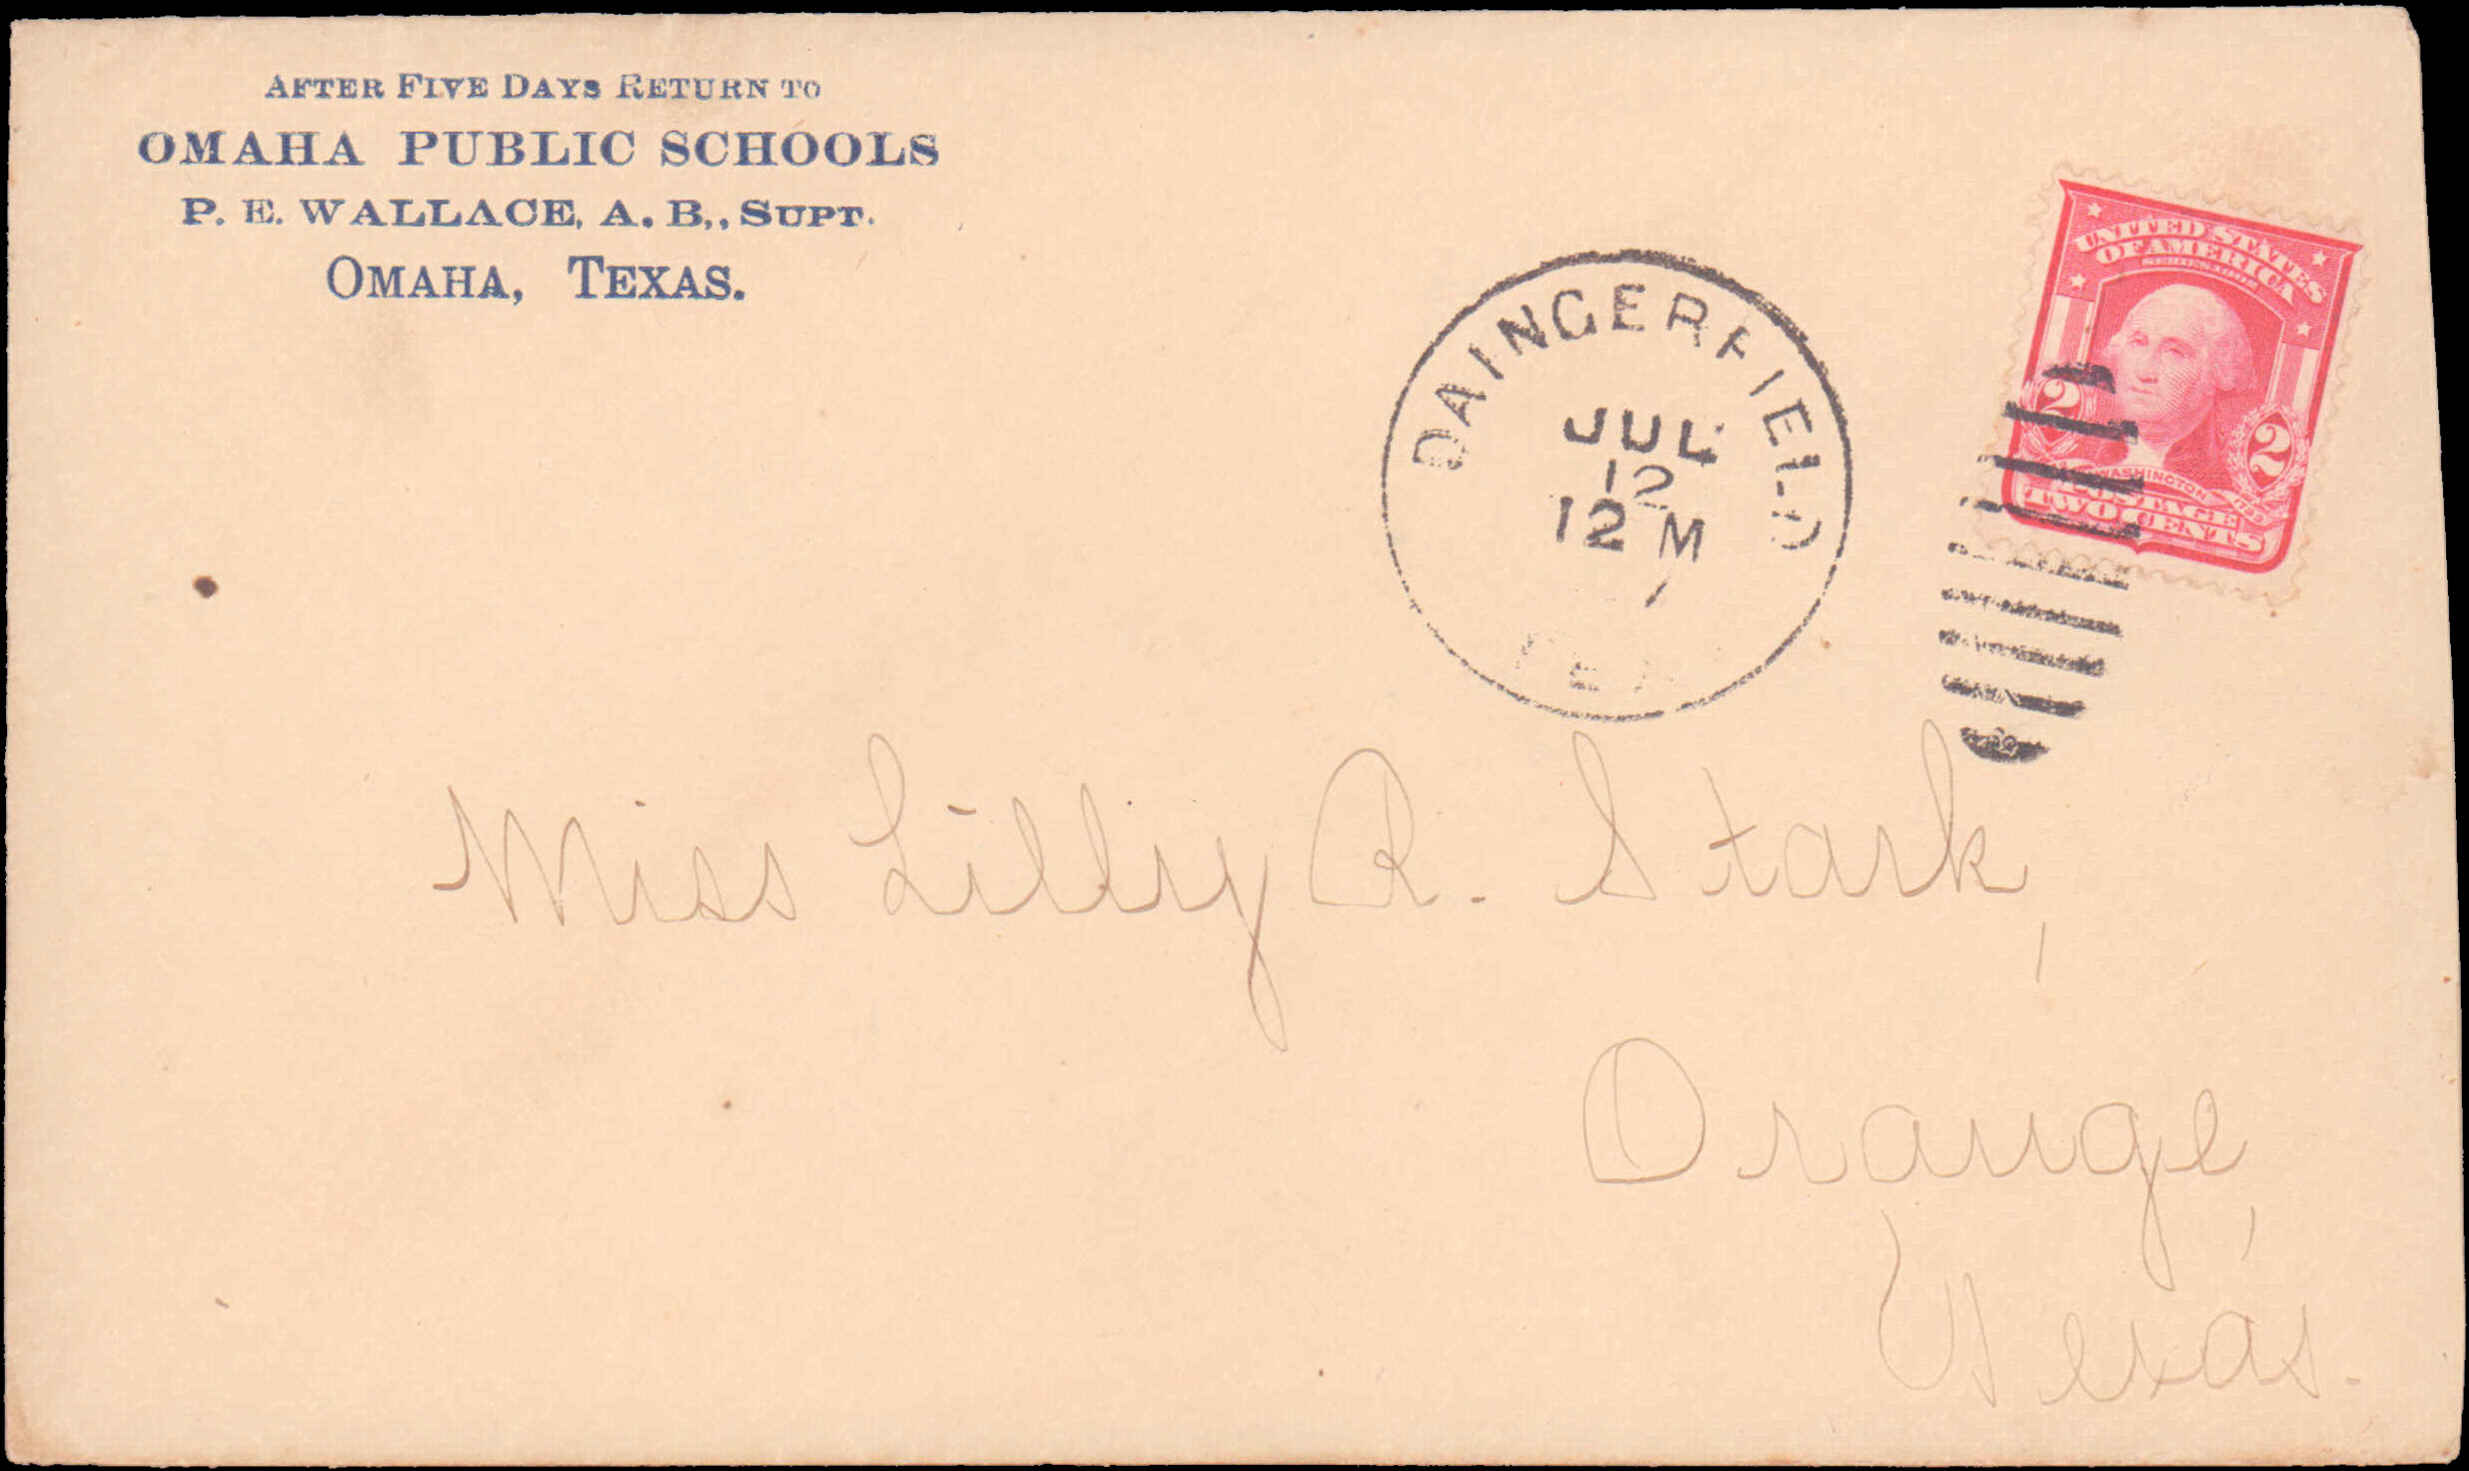 AFTER FIVE DAYS RETURN TO
OMAHA PUBLIC SCHOOLS
P. E. WALLACE, A. B., SUPT.
OMAHA, TEXAS.
DAINGERFIELD
JUL
12
12 M
TEX
UNITED STATES
OF AMERICA
2
2
WASHINGTON
POSTAGE
TWO CENTS
Miss Lilly R. Stark,
Orange,
Texas.